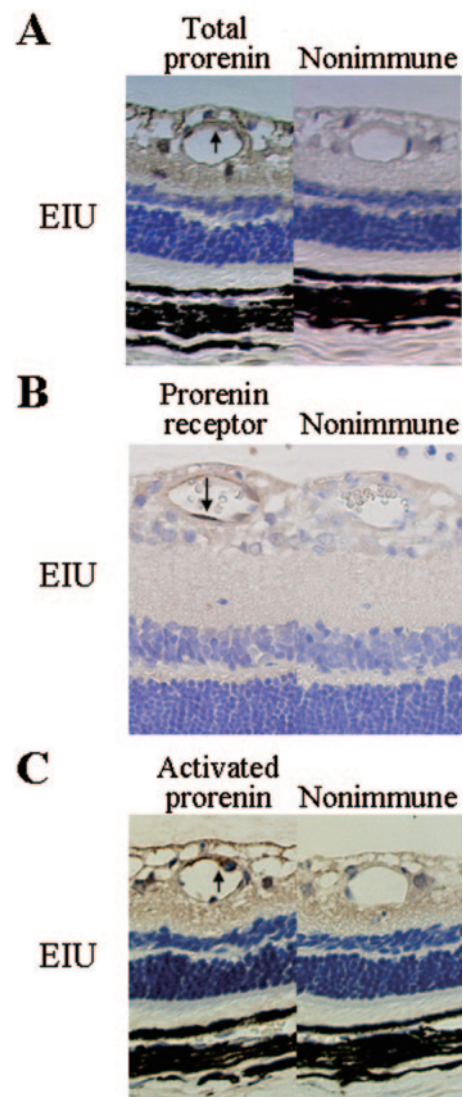 A
Total
prorenin
Nonimmune
EIU
B
Prorenin
receptor
Nonimmune
EIU
C
Activated
prorenin
Nonimmune
EIU